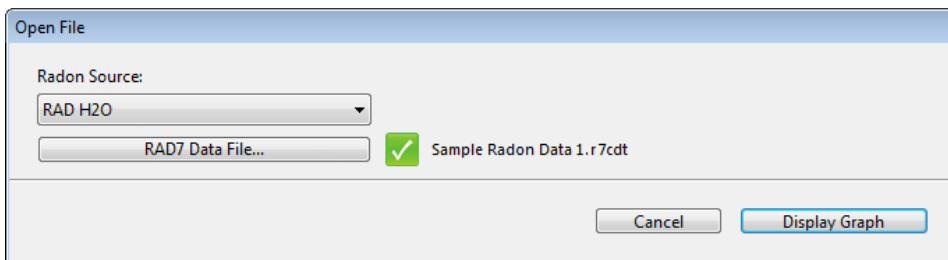 Open File
Radon Source:
RAD H2O
RAD7 Data File...
Sample Radon Data 1.r7cdt
Cancel
Display Graph